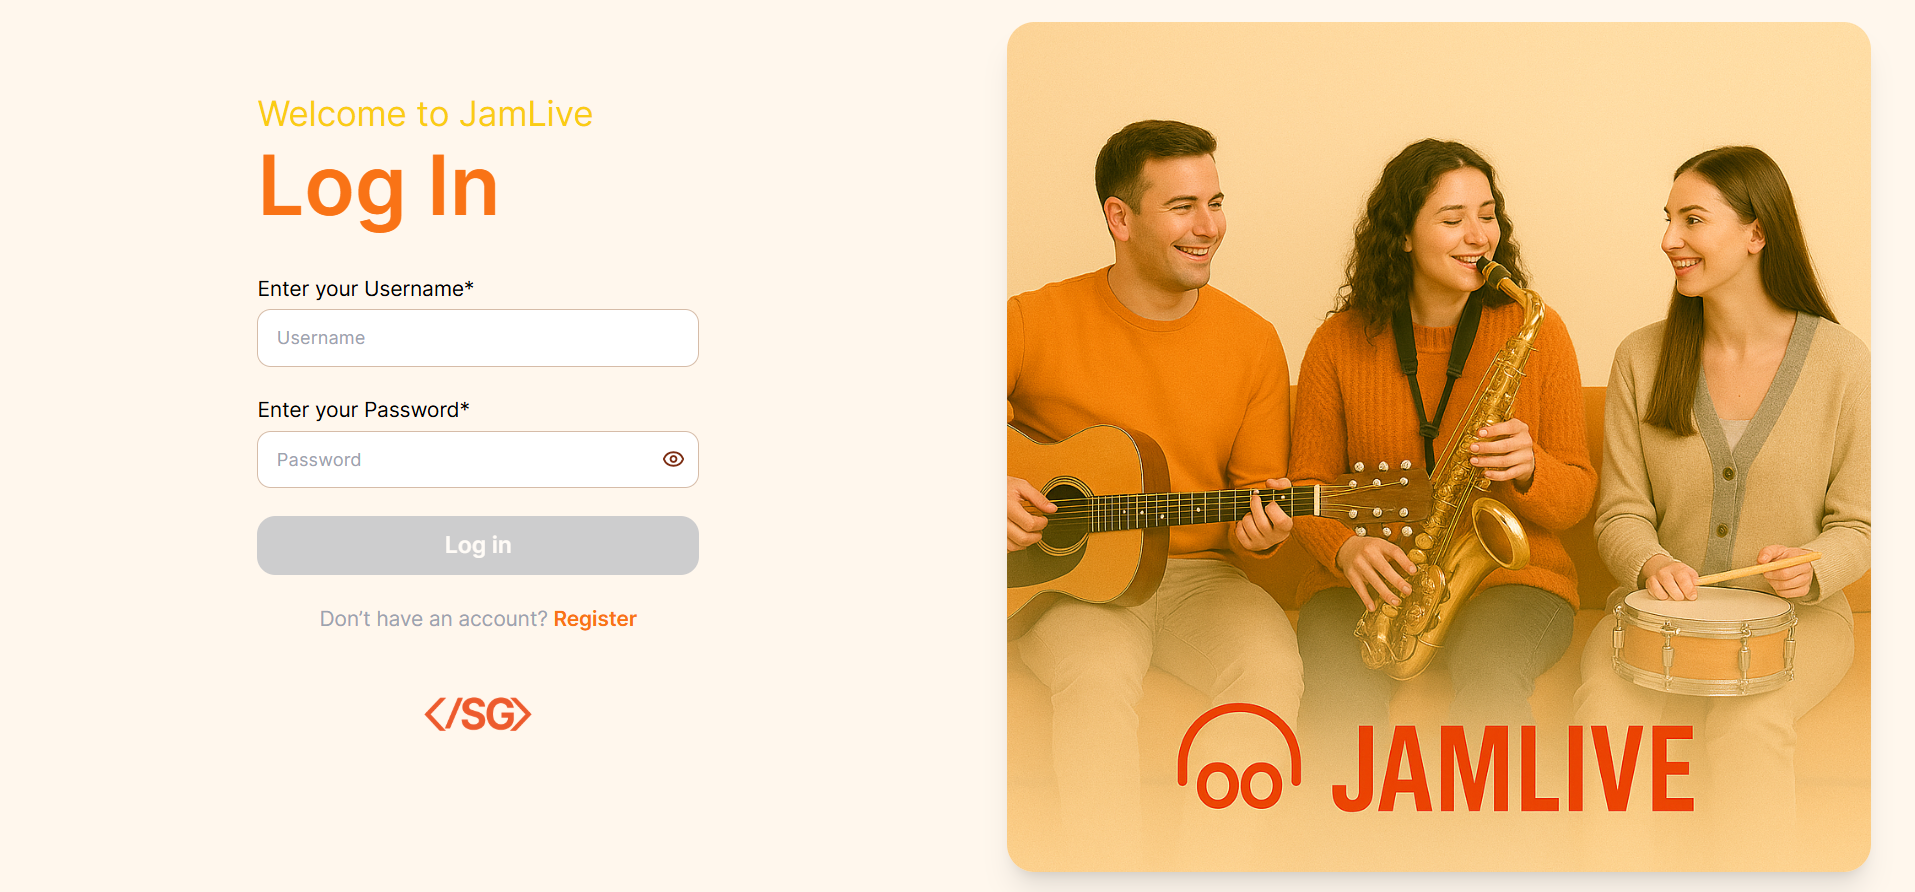 Welcome to JamLive
Log In
Enter your Username*
Username
Enter your Password*
Password
Log in
Don’t have an account? Register
</SG>
JAMLIVE